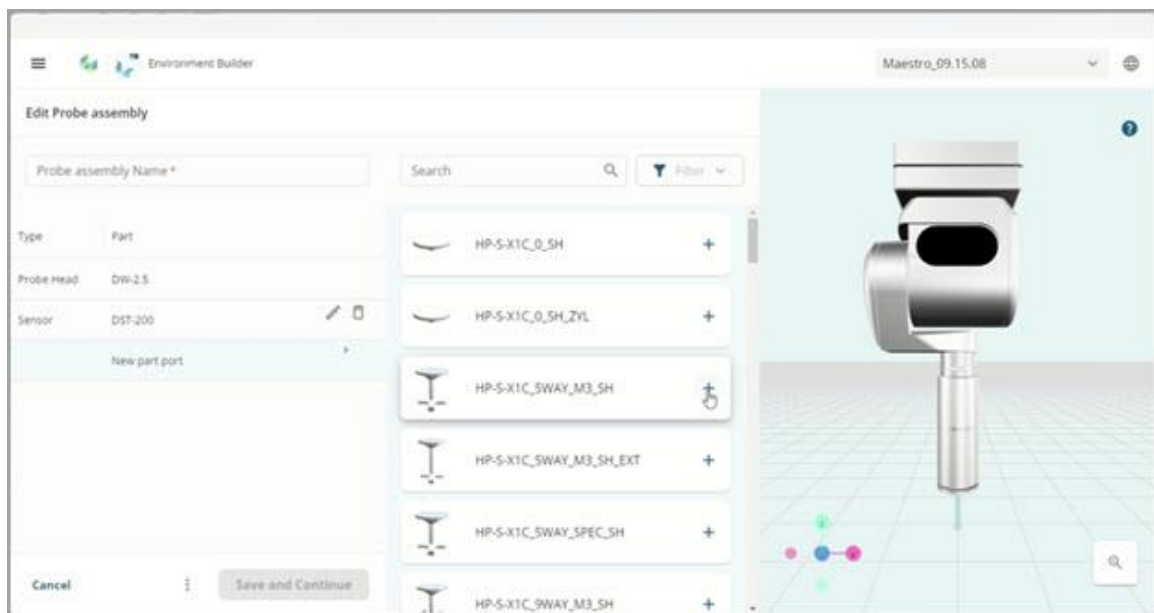 Environment Builder
Maestro_09.15.08
Edit Probe assembly
Probe assembly Name *
Search
Filter
Type Part
Probe Head DW-2.5
Sensor DST-200
New part port
HP-S-X1C_0_SH
HP-S-X1C_0_SH_ZYL
HP-S-X1C_5WAY_M3_SH
HP-S-X1C_5WAY_M3_SH_EXT
HP-S-X1C_5WAY_SPEC_SH
HP-S-X1C_9WAY_M3_SH
Cancel
Save and Continue